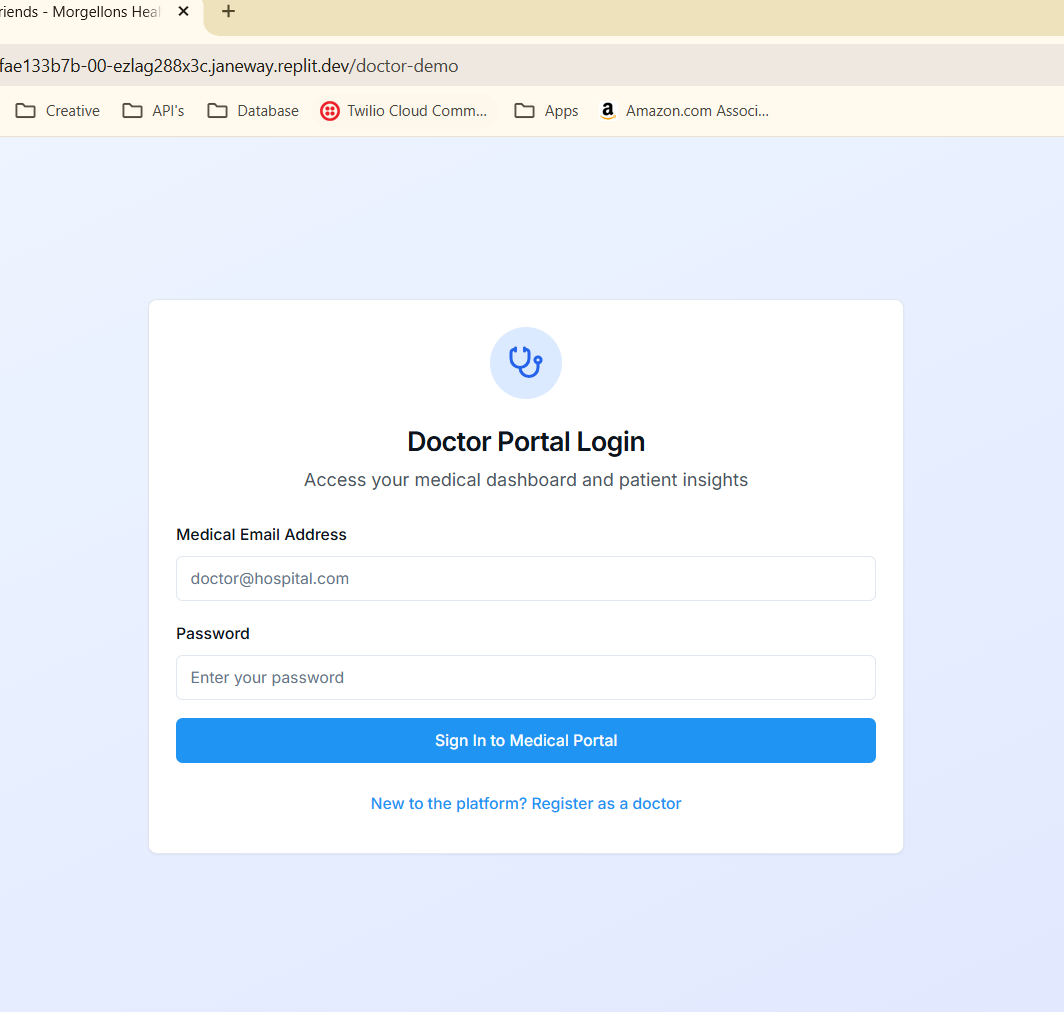 riends - Morgellons Heal
fae133b7b-00-ezlag288x3c.janeway.replit.dev/doctor-demo
Creative API's Database Twilio Cloud Comm... Apps Amazon.com Associ...
Doctor Portal Login
Access your medical dashboard and patient insights
Medical Email Address
doctor@hospital.com
Password
Enter your password
Sign In to Medical Portal
New to the platform? Register as a doctor